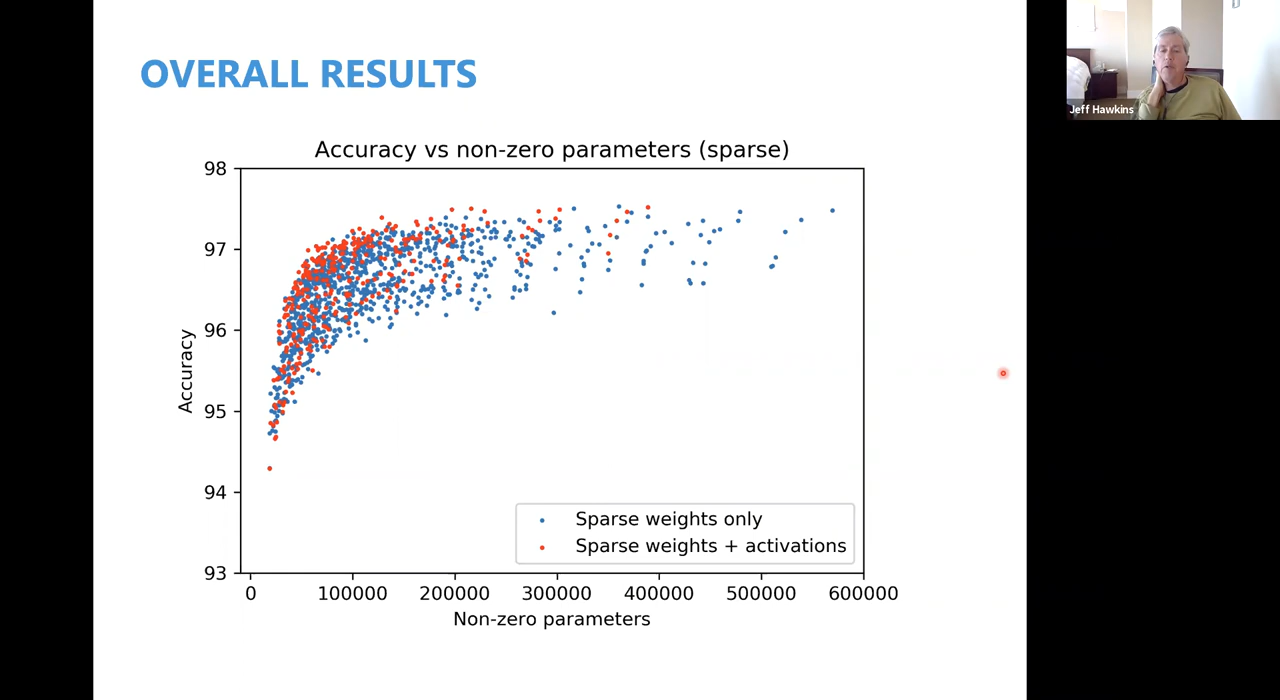 OVERALL RESULTS
Jeff Hawkins
Accuracy vs non-zero parameters (sparse)
98
97
96
95
94
93
Accuracy
Sparse weights only
Sparse weights + activations
0 100000 200000 300000 400000 500000 600000
Non-zero parameters